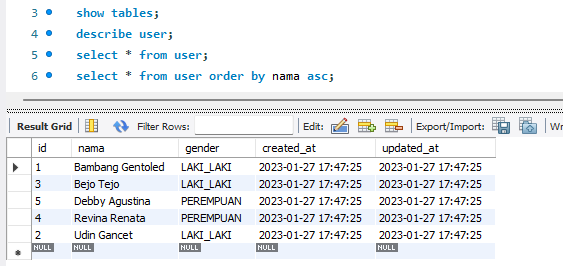 3 show tables;
4 describe user;
5 select * from user;
6 select * from user order by nama asc;
Result Grid Filter Rows: Edit: Export/Import: Wr
id nama gender created_at updated_at
1 Bambang Gentoled LAKI_LAKI 2023-01-27 17:47:25 2023-01-27 17:47:25
3 Bejo Tejo LAKI_LAKI 2023-01-27 17:47:25 2023-01-27 17:47:25
5 Debby Agustina PEREMPUAN 2023-01-27 17:47:25 2023-01-27 17:47:25
4 Revina Renata PEREMPUAN 2023-01-27 17:47:25 2023-01-27 17:47:25
2 Udin Gancet LAKI_LAKI 2023-01-27 17:47:25 2023-01-27 17:47:25
NULL NULL NULL NULL NULL